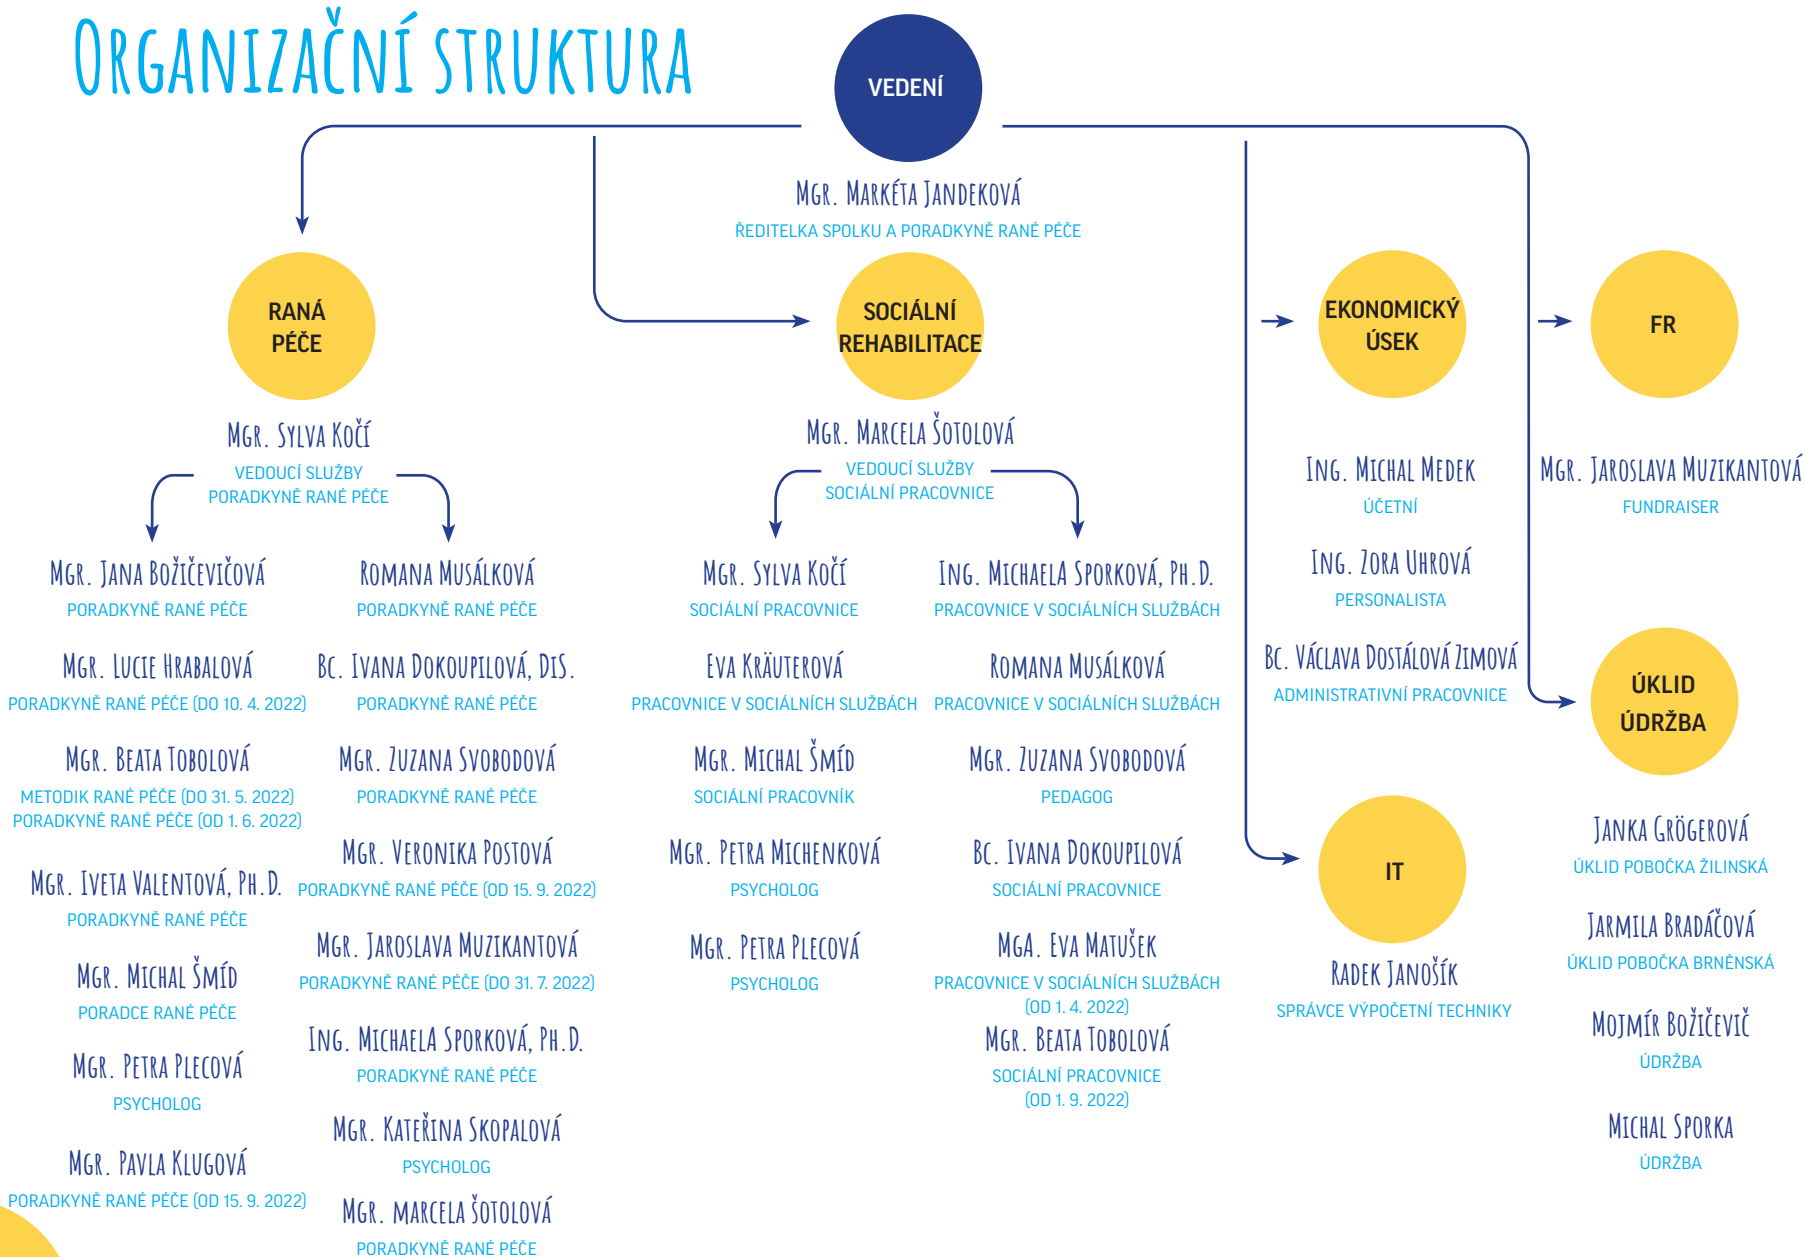 Organizační struktura
VEDENÍ
Mgr. Markéta Jandeková
ŘEDITELKA SPOLKU A PORADKYNĚ RANÉ PÉČE
RANÁ
PÉČE
Mgr. Sylva Kočí
VEDOUCÍ SLUŽBY
PORADKYNĚ RANÉ PÉČE
Mgr. Jana Božičevičová
PORADKYNĚ RANÉ PÉČE
Mgr. Lucie Hrabalová
PORADKYNĚ RANÉ PÉČE (DO 10. 4. 2022)
Mgr. Beata Tobolová
METODIK RANÉ PÉČE (DO 31. 5. 2022)
PORADKYNĚ RANÉ PÉČE (OD 1. 6. 2022)
Mgr. Iveta Valentová, Ph.D.
PORADKYNĚ RANÉ PÉČE
Mgr. Michal Šmíd
PORADCE RANÉ PÉČE
Mgr. Petra Plecová
PSYCHOLOG
Mgr. Pavla Klugová
PORADKYNĚ RANÉ PÉČE (OD 15. 9. 2022)
Romana Musálková
PORADKYNĚ RANÉ PÉČE
Bc. Ivana Dokoupilová, DiS.
PORADKYNĚ RANÉ PÉČE
Mgr. Zuzana Svobodová
PORADKYNĚ RANÉ PÉČE
Mgr. Veronika Postová
PORADKYNĚ RANÉ PÉČE (OD 15. 9. 2022)
Mgr. Jaroslava Muzikantová
PORADKYNĚ RANÉ PÉČE (DO 31. 7. 2022)
Ing. Michaela Sporková, Ph.D.
PORADKYNĚ RANÉ PÉČE
Mgr. Kateřina Skopalová
PSYCHOLOG
Mgr. marcela šotolová
PORADKYNĚ RANÉ PÉČE
SOCIÁLNÍ
REHABILITACE
Mgr. Marcela Šotolová
VEDOUCÍ SLUŽBY
SOCIÁLNÍ PRACOVNICE
Mgr. Sylva Kočí
SOCIÁLNÍ PRACOVNICE
Eva Kräuterová
PRACOVNICE V SOCIÁLNÍCH SLUŽBÁCH
Mgr. Michal Šmíd
SOCIÁLNÍ PRACOVNÍK
Mgr. Petra Michenková
PSYCHOLOG
Mgr. Petra Plecová
PSYCHOLOG
Ing. Michaela Sporková, Ph.D.
PRACOVNICE V SOCIÁLNÍCH SLUŽBÁCH
Romana Musálková
PRACOVNICE V SOCIÁLNÍCH SLUŽBÁCH
Mgr. Zuzana Svobodová
PEDAGOG
Bc. Ivana Dokoupilová
SOCIÁLNÍ PRACOVNICE
MgA. Eva Matušek
PRACOVNICE V SOCIÁLNÍCH SLUŽBÁCH
(OD 1. 4. 2022)
Mgr. Beata Tobolová
SOCIÁLNÍ PRACOVNICE
(OD 1. 9. 2022)
EKONOMICKÝ
ÚSEK
Ing. Michal Medek
ÚČETNÍ
Ing. Zora Uhrová
PERSONALISTA
Bc. Václava Dostálová Zimová
ADMINISTRATIVNÍ PRACOVNICE
IT
Radek Janošík
SPRÁVCE VÝPOČETNÍ TECHNIKY
FR
Mgr. Jaroslava Muzikantová
FUNDRAISER
ÚKLID
ÚDRŽBA
Janka Grögerová
ÚKLID POBOČKA ŽILINSKÁ
Jarmila Bradáčová
ÚKLID POBOČKA BRNĚNSKÁ
Mojmír Božičevič
ÚDRŽBA
Michal Sporka
ÚDRŽBA